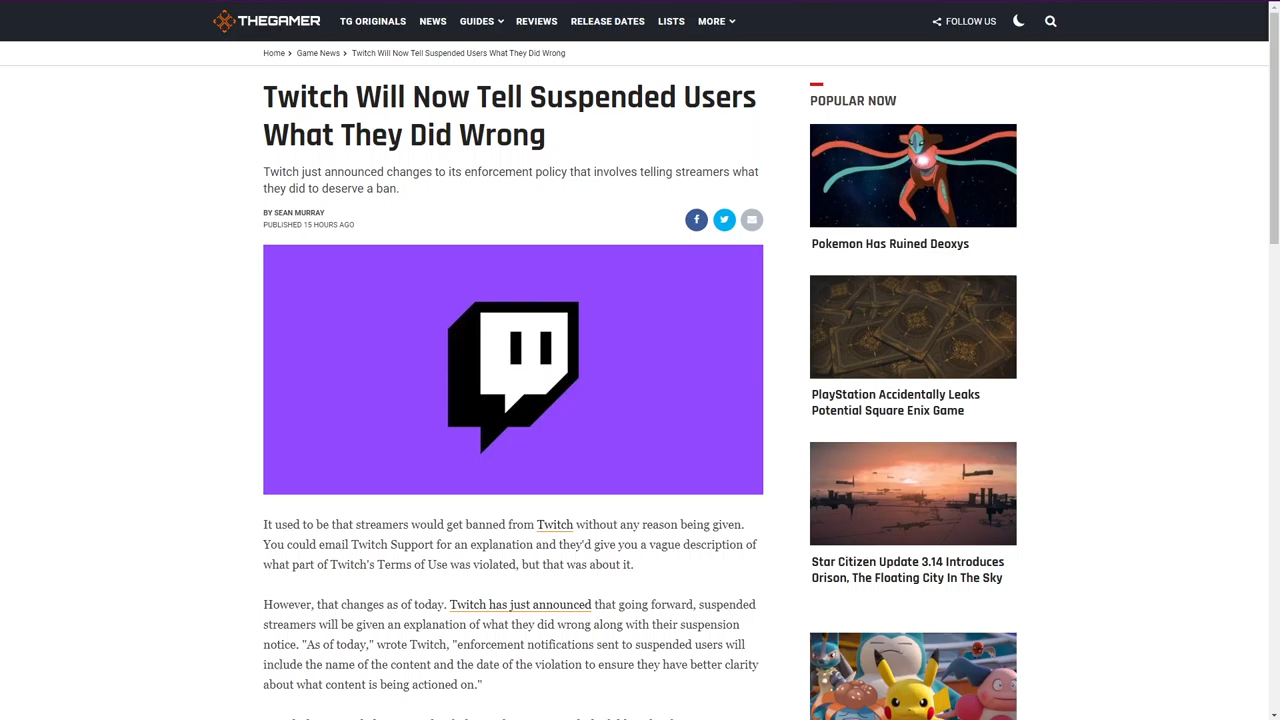 THEGAMER
TG ORIGINALS
NEWS
GUIDES
REVIEWS
RELEASE DATES
LISTS
MORE
FOLLOW US
Home
Game News
Twitch Will Now Tell Suspended Users What They Did Wrong
Twitch Will Now Tell Suspended Users
What They Did Wrong
Twitch just announced changes to its enforcement policy that involves telling streamers what
they did to deserve a ban.
BY SEAN MURRAY
PUBLISHED 15 HOURS AGO
It used to be that streamers would get banned from Twitch without any reason being given.
You could email Twitch Support for an explanation and they'd give you a vague description of
what part of Twitch's Terms of Use was violated, but that was about it.
However, that changes as of today. Twitch has just announced that going forward, suspended
streamers will be given an explanation of what they did wrong along with their suspension
notice. "As of today," wrote Twitch, "enforcement notifications sent to suspended users will
include the name of the content and the date of the violation to ensure they have better clarity
about what content is being actioned on."
POPULAR NOW
Pokemon Has Ruined Deoxys
PlayStation Accidentally Leaks
Potential Square Enix Game
Star Citizen Update 3.14 Introduces
Orison, The Floating City In The Sky